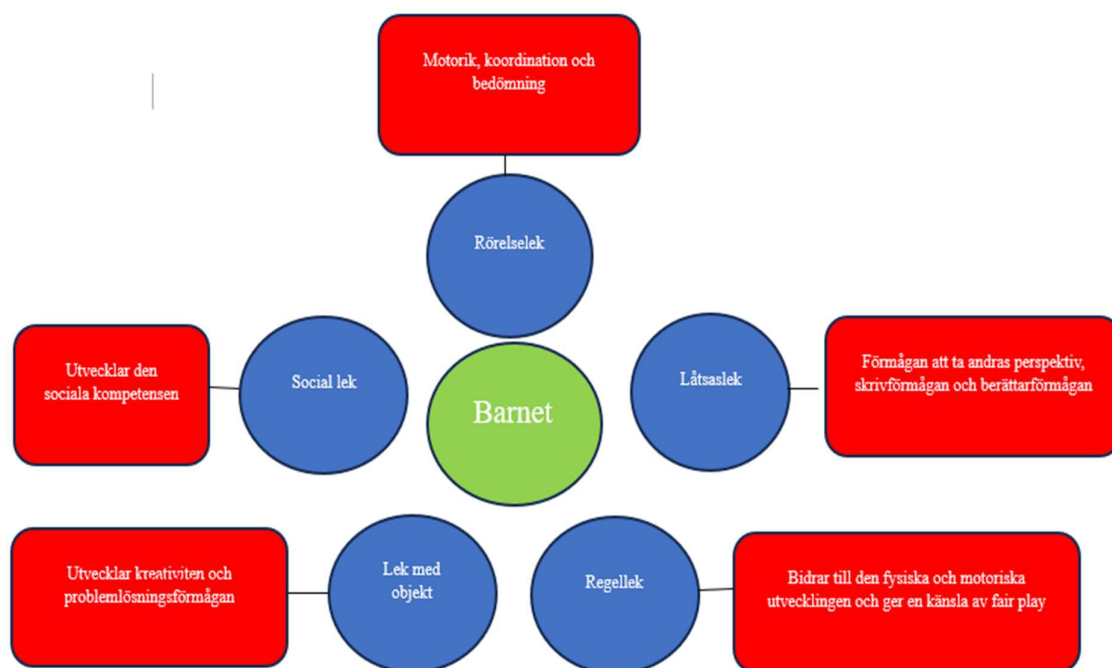 Motorik, koordination och
bedömning
Rörelselek
Utvecklar den
sociala kompetensen
Social lek
Barnet
Låtsaslek
Förmågan att ta andras perspektiv,
skrivförmågan och berättarförmågan
Utvecklar kreativiten och
problemlösningsförmågan
Lek med
objekt
Regellek
Bidrar till den fysiska och motoriska
utvecklingen och ger en känsla av fair play